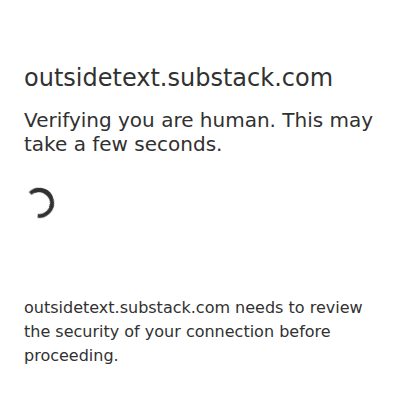 outsidetext.substack.com
Verifying you are human. This may
take a few seconds.
outsidetext.substack.com needs to review
the security of your connection before
proceeding.